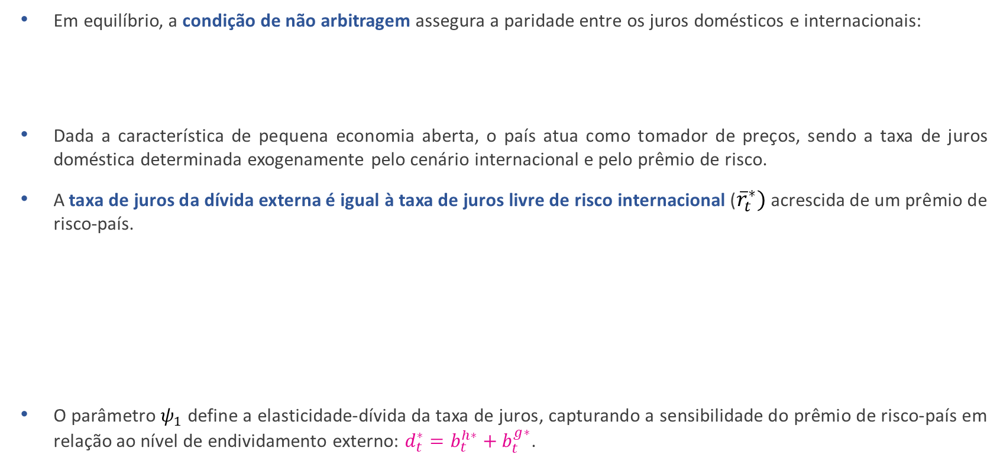 • Em equilíbrio, a condição de não arbitragem assegura a paridade entre os juros domésticos e internacionais:
• Dada a característica de pequena economia aberta, o país atua como tomador de preços, sendo a taxa de juros
doméstica determinada exogenamente pelo cenário internacional e pelo prêmio de risco.
• A taxa de juros da dívida externa é igual à taxa de juros livre de risco internacional ($\bar{r}_t^*$) acrescida de um prêmio de
risco-país.
• O parâmetro $\psi_1$ define a elasticidade-dívida da taxa de juros, capturando a sensibilidade do prêmio de risco-país em
relação ao nível de endividamento externo: $d_t^* = b_t^{h*} + b_t^{g*}$.